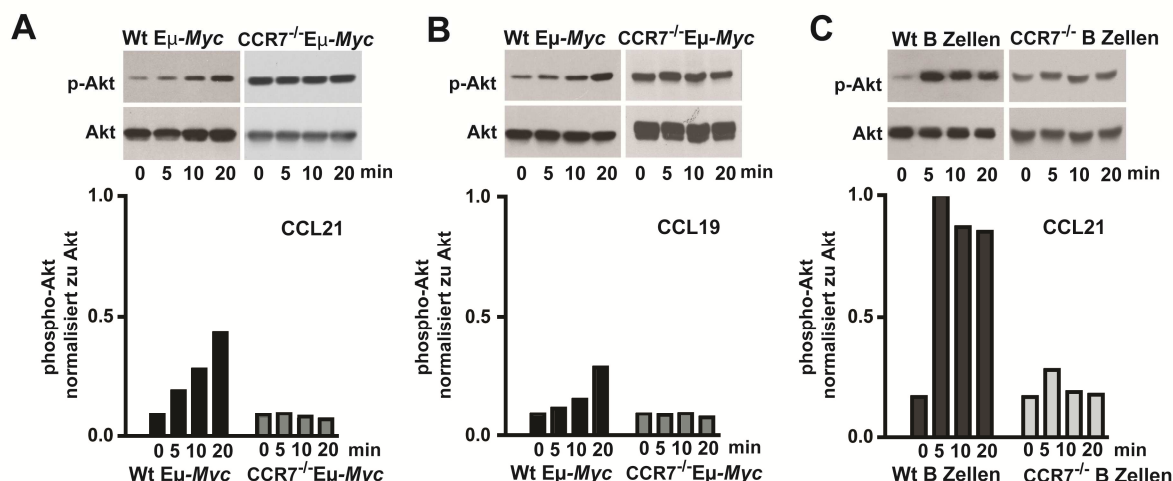 A
Wt Eµ-Myc CCR7-/-Eµ-Myc
p-Akt
Akt
0 5 10 20 0 5 10 20 min
1.0
0.5
0.0
phospho-Akt
normalisiert zu Akt
CCL21
0 5 10 20 0 5 10 20 min
Wt Eµ-Myc CCR7-/-Eµ-Myc
B
Wt Eµ-Myc CCR7-/-Eµ-Myc
p-Akt
Akt
0 5 10 20 0 5 10 20 min
1.0
0.5
0.0
phospho-Akt
normalisiert zu Akt
CCL19
0 5 10 20 0 5 10 20 min
Wt Eµ-Myc CCR7-/-Eµ-Myc
C
Wt B Zellen CCR7-/- B Zellen
p-Akt
Akt
0 5 10 20 0 5 10 20 min
1.0
0.5
0.0
phospho-Akt
normalisiert zu Akt
CCL21
0 5 10 20 0 5 10 20 min
Wt B Zellen CCR7-/- B Zellen